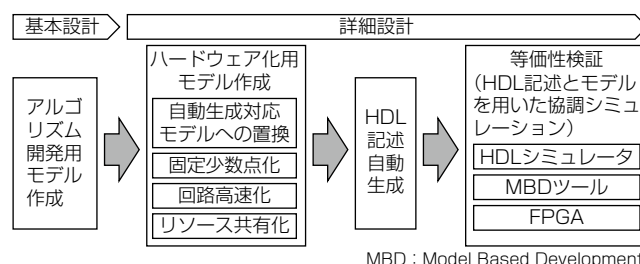 基本設計
詳細設計
アルゴ
リズム
開発用
モデル
作成
ハードウェア化用
モデル作成
自動生成対応
モデルへの置換
固定少数点化
回路高速化
リソース共有化
HDL
記述
自動
生成
等価性検証
(HDL記述とモデル
を用いた協調シミュ
レーション)
HDLシミュレータ
MBDツール
FPGA
MBD:Model Based Development